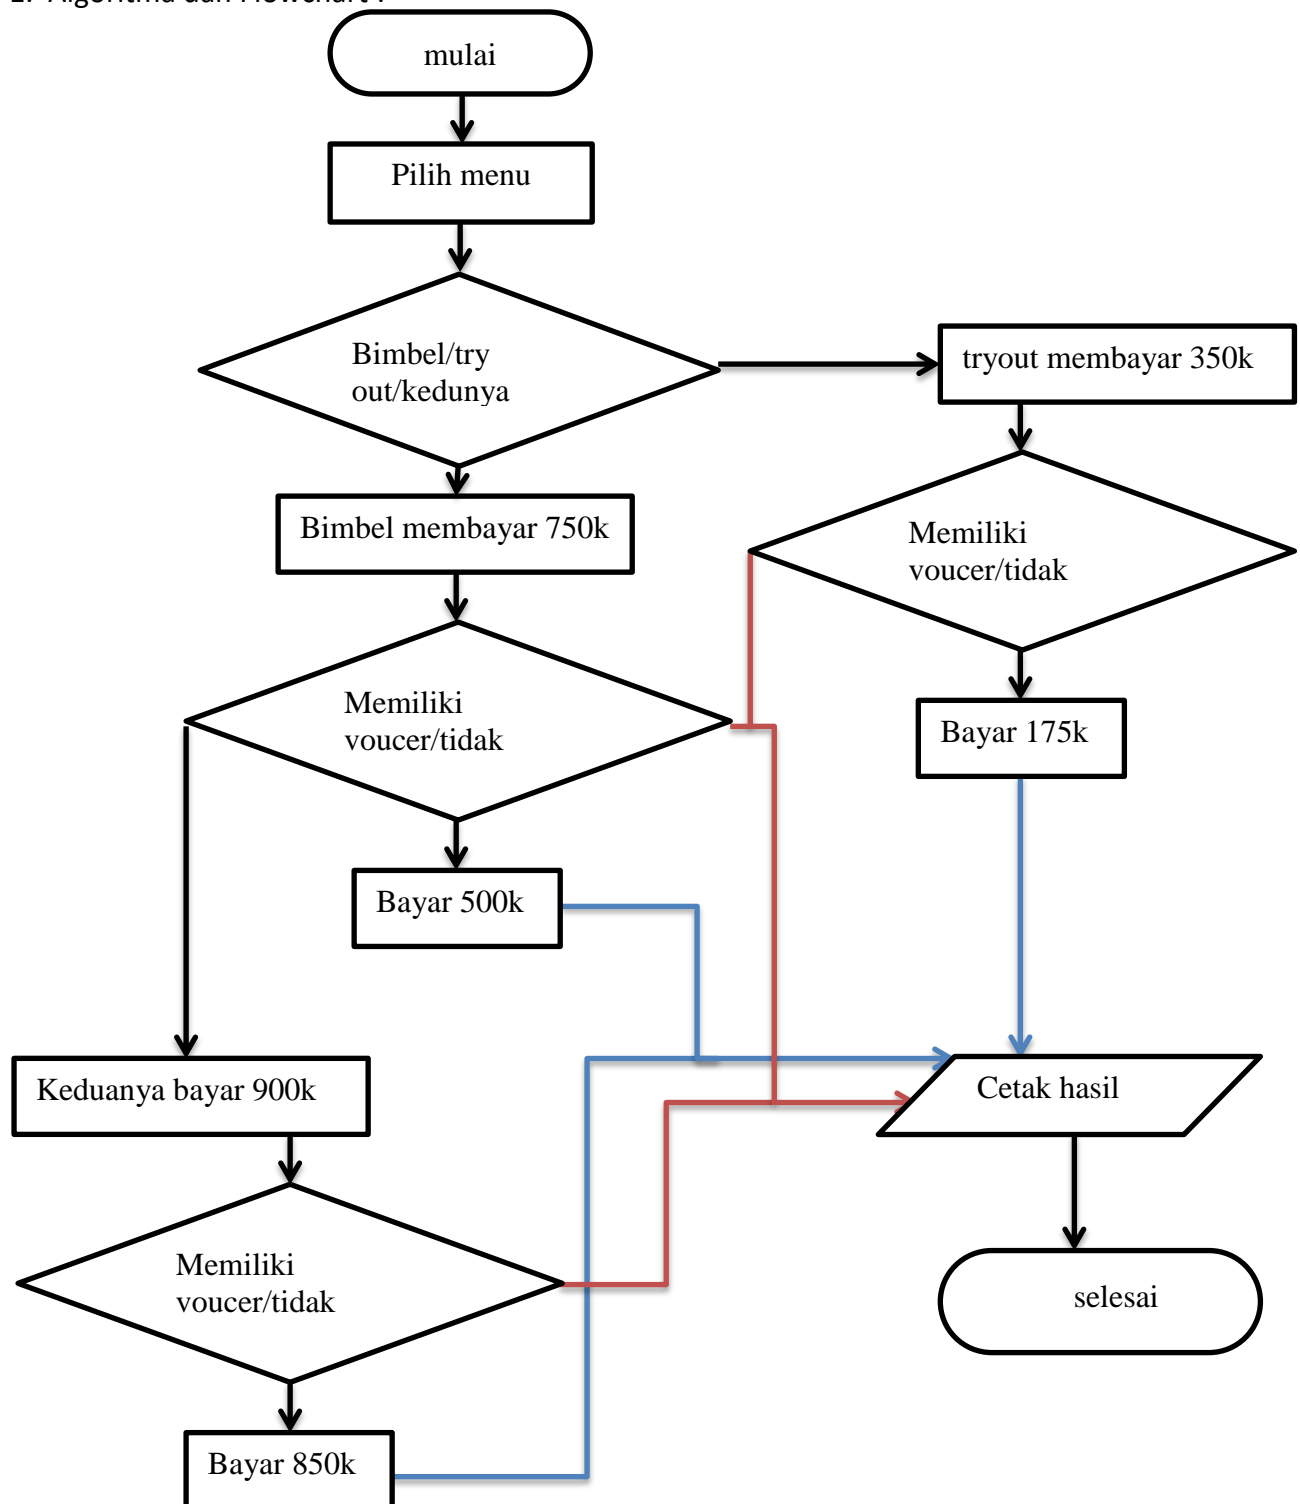 mulai
Pilih menu
Bimbel/try
out/kedunya
tryout membayar 350k
Bimbel membayar 750k
Memiliki
voucer/tidak
Memiliki
voucer/tidak
Bayar 175k
Bayar 500k
Keduanya bayar 900k
Cetak hasil
Memiliki
voucer/tidak
selesai
Bayar 850k